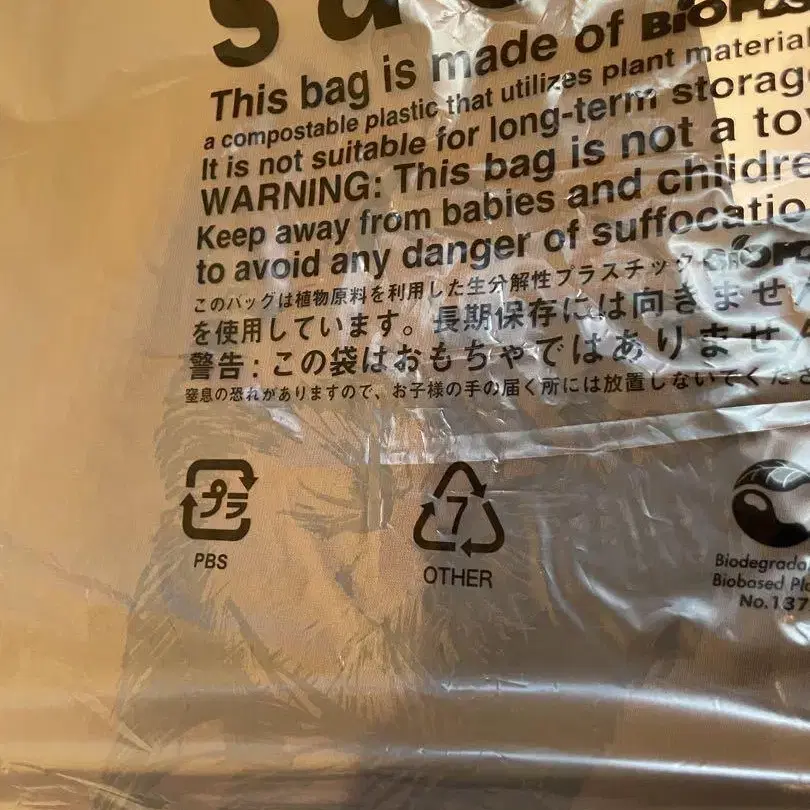 This bag is made of
a compostable plastic that utilizes plant material
It is not suitable for long-term storag
WARNING: This bag is not a toy
Keep away from babies and childre
to avoid any danger of suffocatio
このバッグは植物原料を利用した生分解性プラスチック
を使用しています。長期保存には向きませ
警告:この袋はおもちゃではありません
窒息の恐れがありますので、お子様の手の届く所には放置しないでくださ
プラ
PBS
7
OTHER
Biodegrada
Biobased Pla
No.137